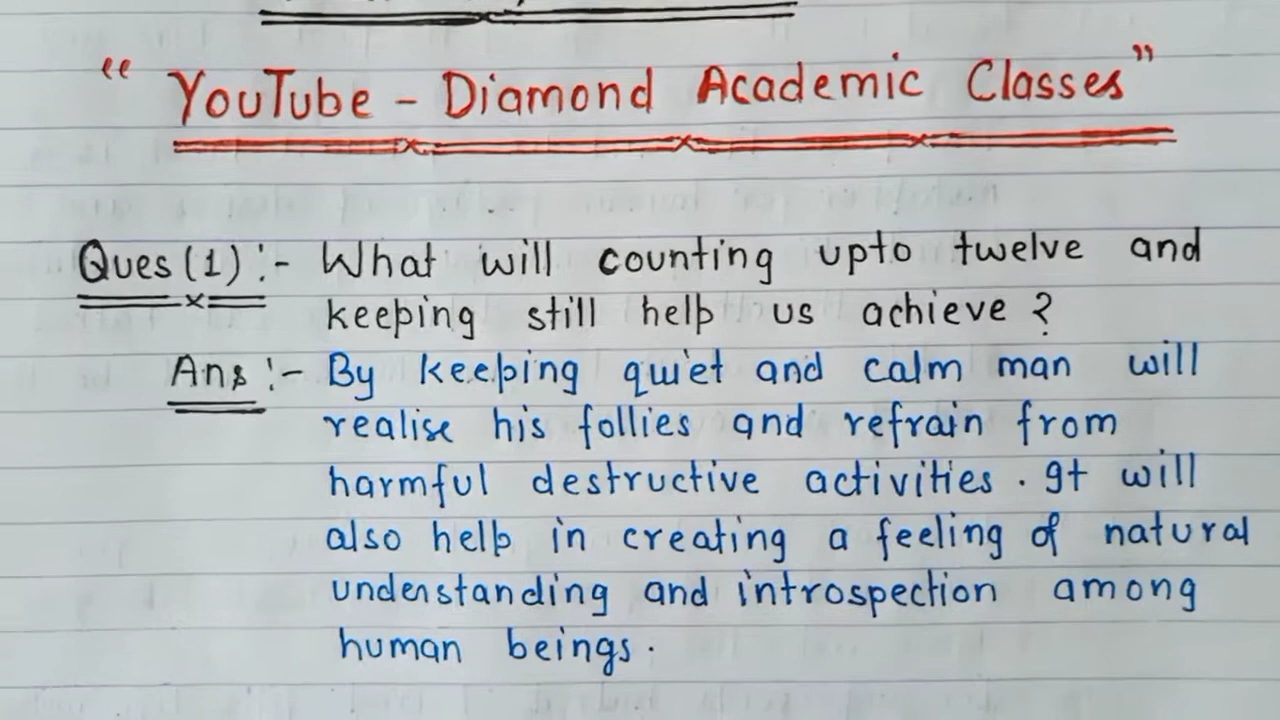 “ YouTube - Diamond Academic Classes ”
Ques (1) :- What will counting upto twelve and
keeping still help us achieve ?
Ans :- By keeping quiet and calm man will
realise his follies and refrain from
harmful destructive activities. It will
also help in creating a feeling of natural
understanding and introspection among
human beings.